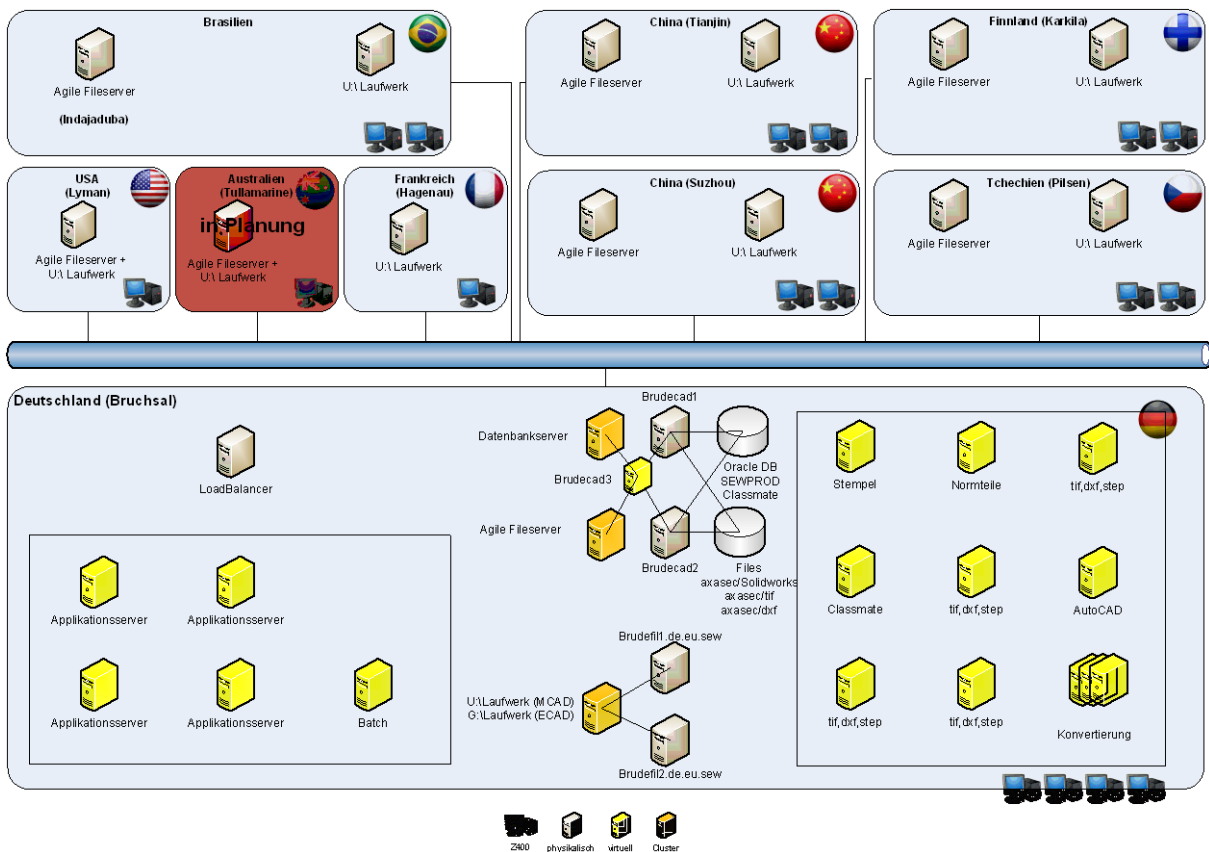 Brasilien
Agile Fileserver
(Indajaduba)
U:\ Laufwerk
China (Tianjin)
Agile Fileserver
U:\ Laufwerk
Finnland (Karkila)
Agile Fileserver
U:\ Laufwerk
USA
(Lyman)
Agile Fileserver +
U:\ Laufwerk
Australien
(Tullamarine)
in Planung
Agile Fileserver +
U:\ Laufwerk
Frankreich
(Hagenau)
U:\ Laufwerk
China (Suzhou)
Agile Fileserver
U:\ Laufwerk
Tchechien (Pilsen)
Agile Fileserver
U:\ Laufwerk
Deutschland (Bruchsal)
LoadBalancer
Applikationsserver
Applikationsserver
Applikationsserver
Applikationsserver
Batch
Brudecad1
Datenbankserver
Brudecad3
Oracle DB
SEWPROD
Classmate
Agile Fileserver
Brudecad2
Files
axasec/Solidworks
axasec/tif
axasec/dxf
Brudefil1.de.eu.sew
U:\Laufwerk (MCAD)
G:\Laufwerk (ECAD)
Brudefil2.de.eu.sew
Stempel
Normteile
tif,dxf,step
Classmate
tif,dxf,step
AutoCAD
tif,dxf,step
tif,dxf,step
Konvertierung
Z400
physikalisch
virtuell
Cluster